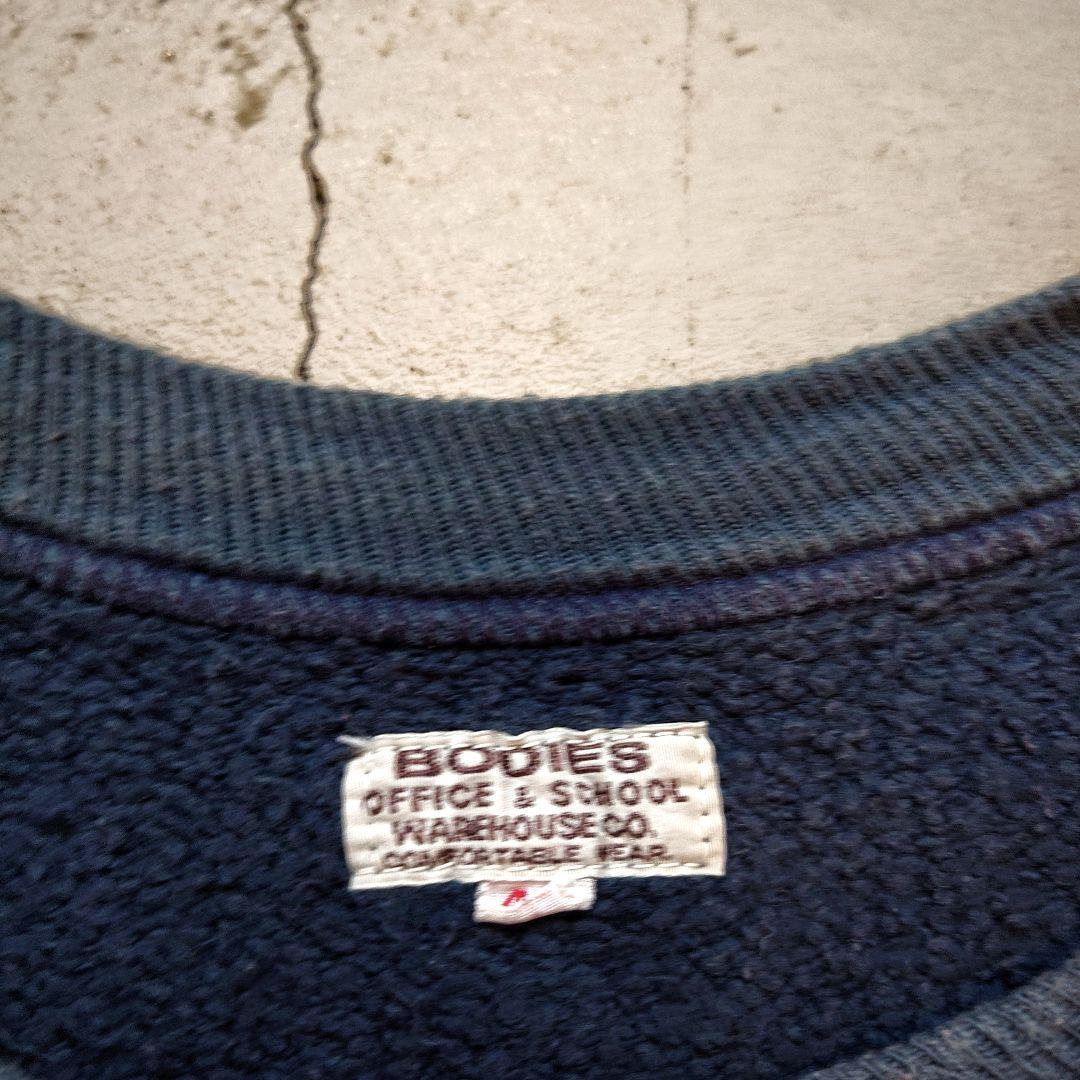 BODIES
OFFICE & SCHOOL
WAREHOUSE CO.
COMFORTABLE WEAR.